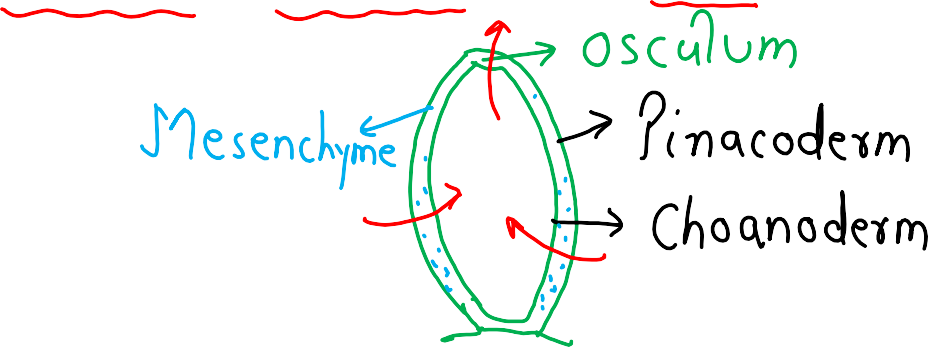 Osculum
Mesenchyme
Pinacoderm
Choanoderm